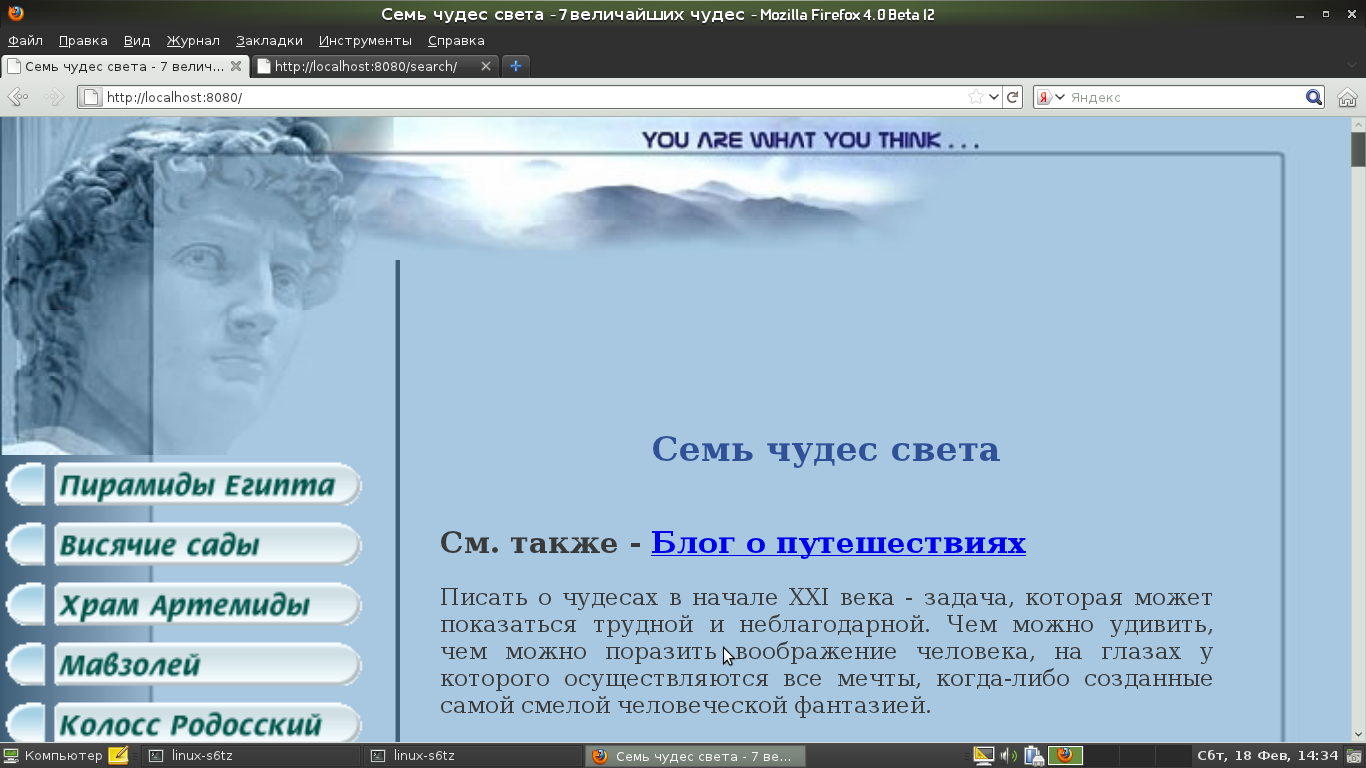 Семь чудес света - 7 величайших чудес - Mozilla Firefox 4.0 Beta 12
Файл Правка Вид Журнал Закладки Инструменты Справка
Семь чудес света - 7 велич... http://localhost:8080/search/
http://localhost:8080/ Яндекс
YOU ARE WHAT YOU THINK . . .
Семь чудес света
См. также - Блог о путешествиях
Писать о чудесах в начале XXI века - задача, которая может
показаться трудной и неблагодарной. Чем можно удивить,
чем можно поразить воображение человека, на глазах у
которого осуществляются все мечты, когда-либо созданные
самой смелой человеческой фантазией.
Пирамиды Египта
Висячие сады
Храм Артемиды
Мавзолей
Колосс Родосский
Компьютер linux-s6tz linux-s6tz Семь чудес света - 7 ве... Сбт, 18 Фев, 14:34